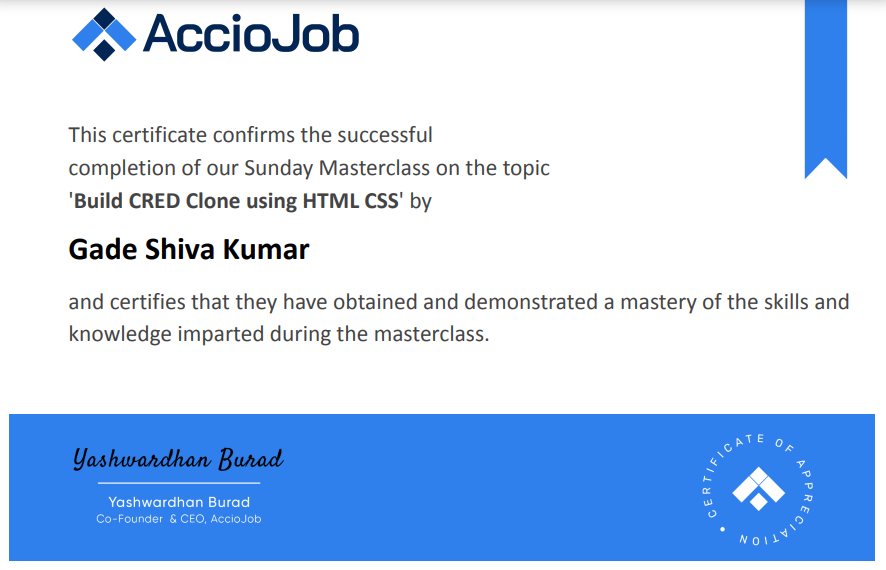 AccioJob
This certificate confirms the successful
completion of our Sunday Masterclass on the topic
'Build CRED Clone using HTML CSS' by
Gade Shiva Kumar
and certifies that they have obtained and demonstrated a mastery of the skills and
knowledge imparted during the masterclass.
Yashwardhan Burad
Yashwardhan Burad
Co-Founder & CEO, AccioJob
CERTIFICATE OF APPRECIATION